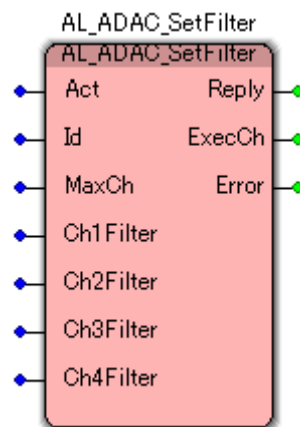 AL_ADAC_SetFilter
AL_ADAC_SetFilter
Act Reply
Id ExecCh
MaxCh Error
Ch1Filter
Ch2Filter
Ch3Filter
Ch4Filter